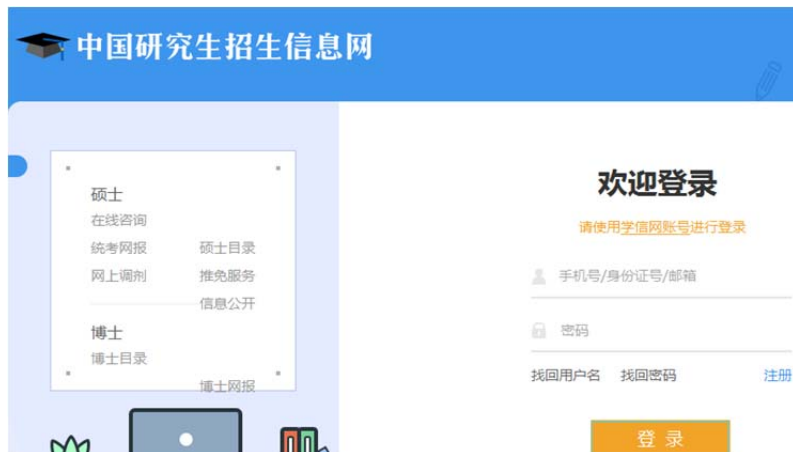 中国研究生招生信息网
硕士
在线咨询
统考网报 硕士目录
网上调剂 推免服务
信息公开
博士
博士目录
博士网报
欢迎登录
请使用学信网账号进行登录
手机号/身份证号/邮箱
密码
找回用户名 找回密码 注册
登录